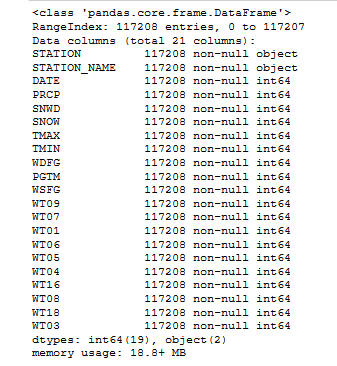 <class 'pandas.core.frame.DataFrame'>
RangeIndex: 117208 entries, 0 to 117207
Data columns (total 21 columns):
STATION         117208 non-null object
STATION_NAME    117208 non-null object
DATE            117208 non-null int64
PRCP            117208 non-null int64
SNWD            117208 non-null int64
SNOW            117208 non-null int64
TMAX            117208 non-null int64
TMIN            117208 non-null int64
WDFG            117208 non-null int64
PGTM            117208 non-null int64
WSFG            117208 non-null int64
WT09            117208 non-null int64
WT07            117208 non-null int64
WT01            117208 non-null int64
WT06            117208 non-null int64
WT05            117208 non-null int64
WT04            117208 non-null int64
WT16            117208 non-null int64
WT08            117208 non-null int64
WT18            117208 non-null int64
WT03            117208 non-null int64
dtypes: int64(19), object(2)
memory usage: 18.8+ MB